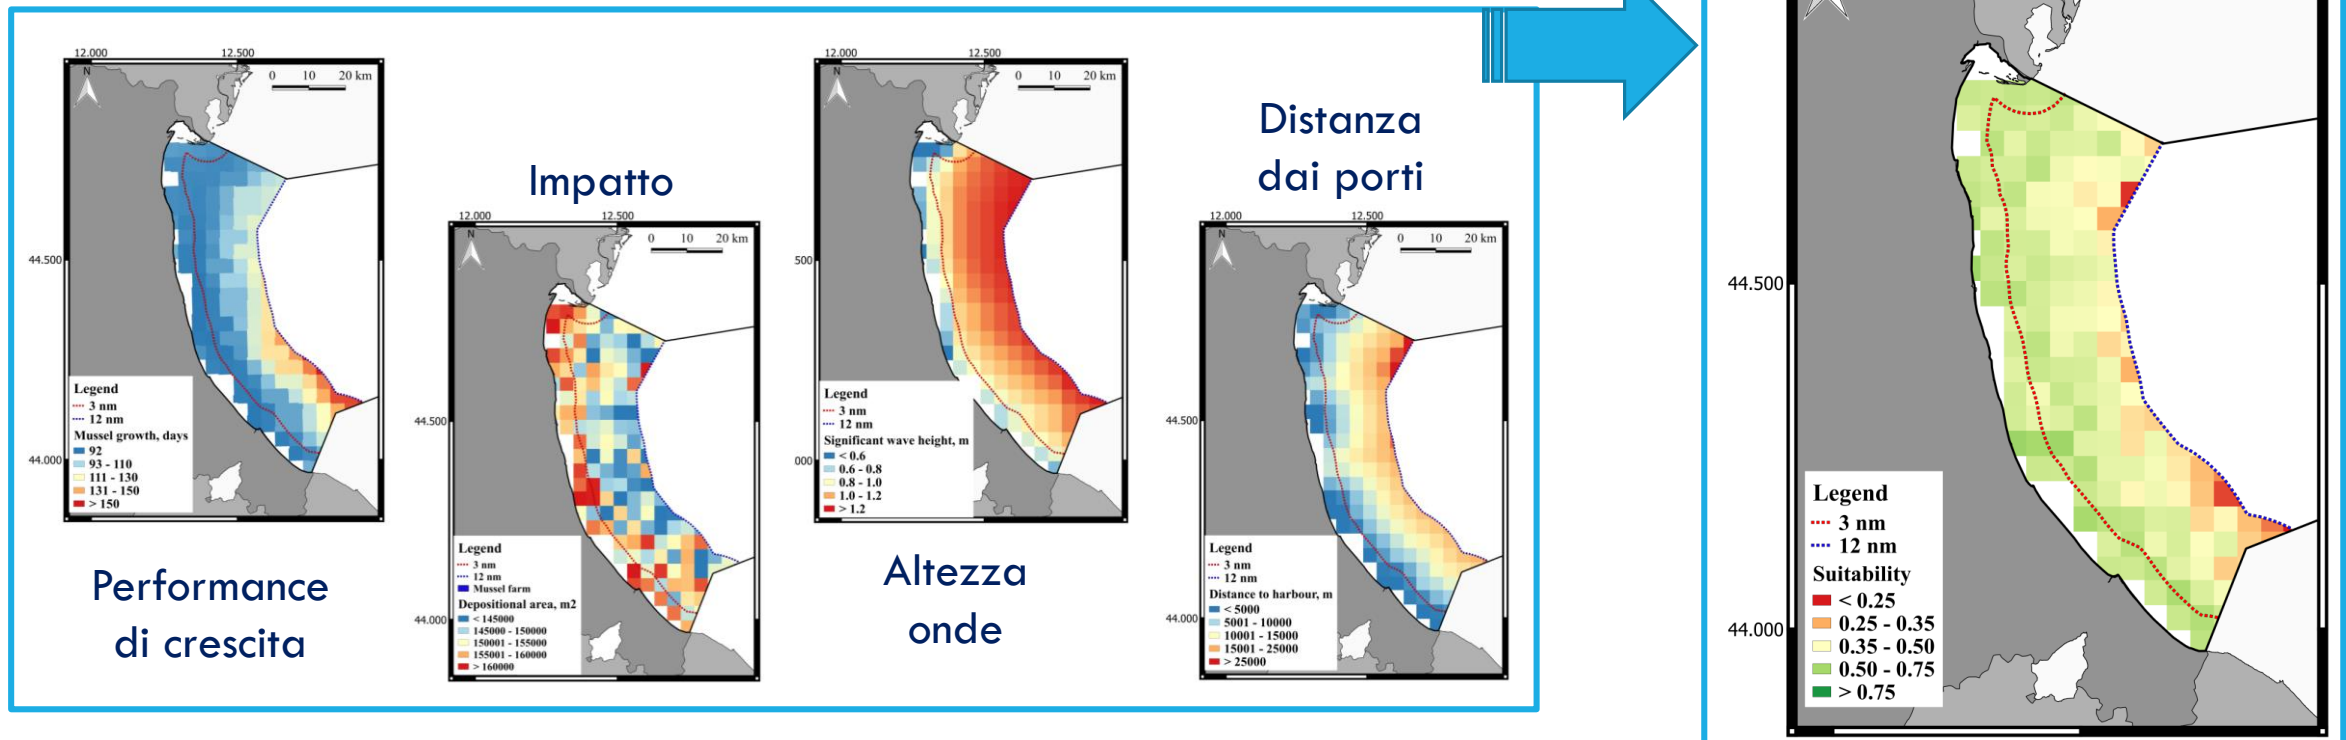 12.000 12.500
N
0 10 20 km
44.500
44.000
Legend
3 nm
12 nm
Mussel growth, days
92
93 - 110
111 - 130
131 - 150
> 150
Performance
di crescita
Impatto
12.000 12.500
N
0 10 20 km
44.500
44.000
Legend
3 nm
12 nm
Mussel farm
Depositional area, m2
< 145000
145000 - 150000
150001 - 155000
155001 - 160000
> 160000
12.000 12.500
N
0 10 20 km
500
000
Legend
3 nm
12 nm
Significant wave height, m
< 0.6
0.6 - 0.8
0.8 - 1.0
1.0 - 1.2
> 1.2
Altezza
onde
Distanza
dai porti
12.000 12.500
N
0 10 20 km
44.500
44.000
Legend
3 nm
12 nm
Distance to harbour, m
< 5000
5001 - 10000
10001 - 15000
15001 - 25000
> 25000
44.500
44.000
Legend
3 nm
12 nm
Suitability
< 0.25
0.25 - 0.35
0.35 - 0.50
0.50 - 0.75
> 0.75